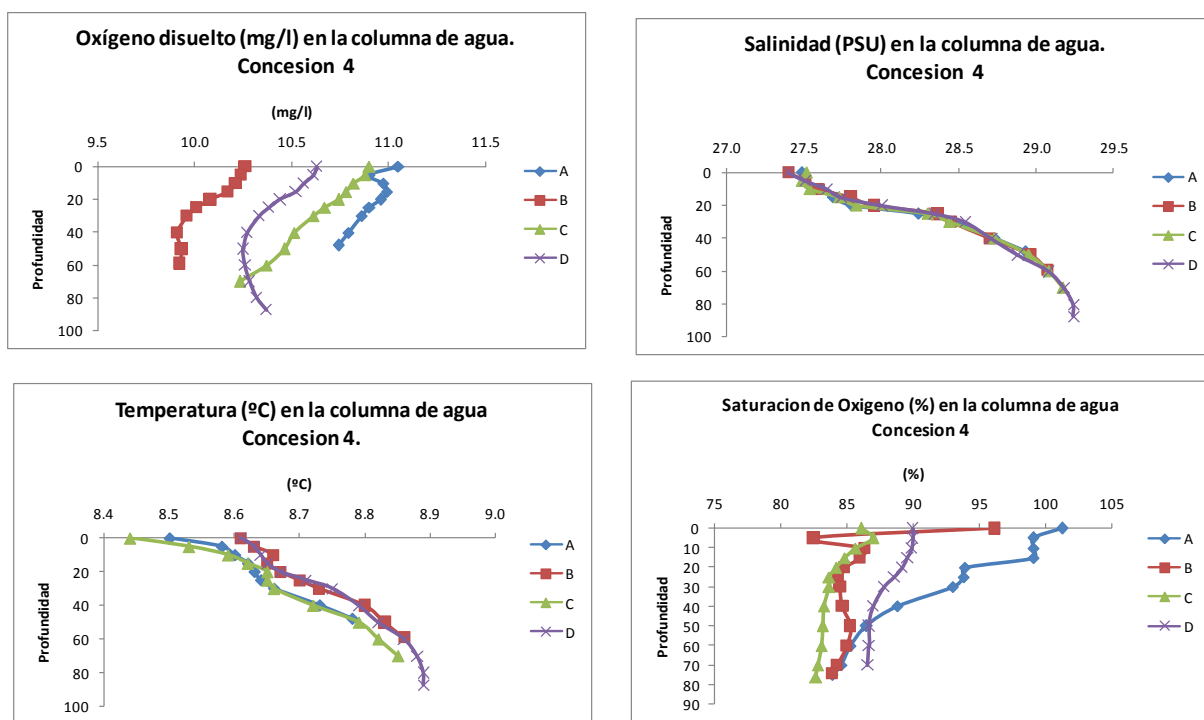 Oxígeno disuelto (mg/l) en la columna de agua.
Concesion 4
(mg/l)
9.5 10.0 10.5 11.0 11.5
0
20
40
60
80
100
Profundidad
A
B
C
D
Salinidad (PSU) en la columna de agua.
Concesion 4
27.0 27.5 28.0 28.5 29.0 29.5
0
20
40
60
80
100
Profundidad
A
B
C
D
Temperatura (ºC) en la columna de agua
Concesion 4.
(ºC)
8.4 8.5 8.6 8.7 8.8 8.9 9.0
0
20
40
60
80
100
Profundidad
A
B
C
D
Saturacion de Oxigeno (%) en la columna de agua
Concesion 4
(%)
75 80 85 90 95 100 105
0
10
20
30
40
50
60
70
80
90
Profundidad
A
B
C
D